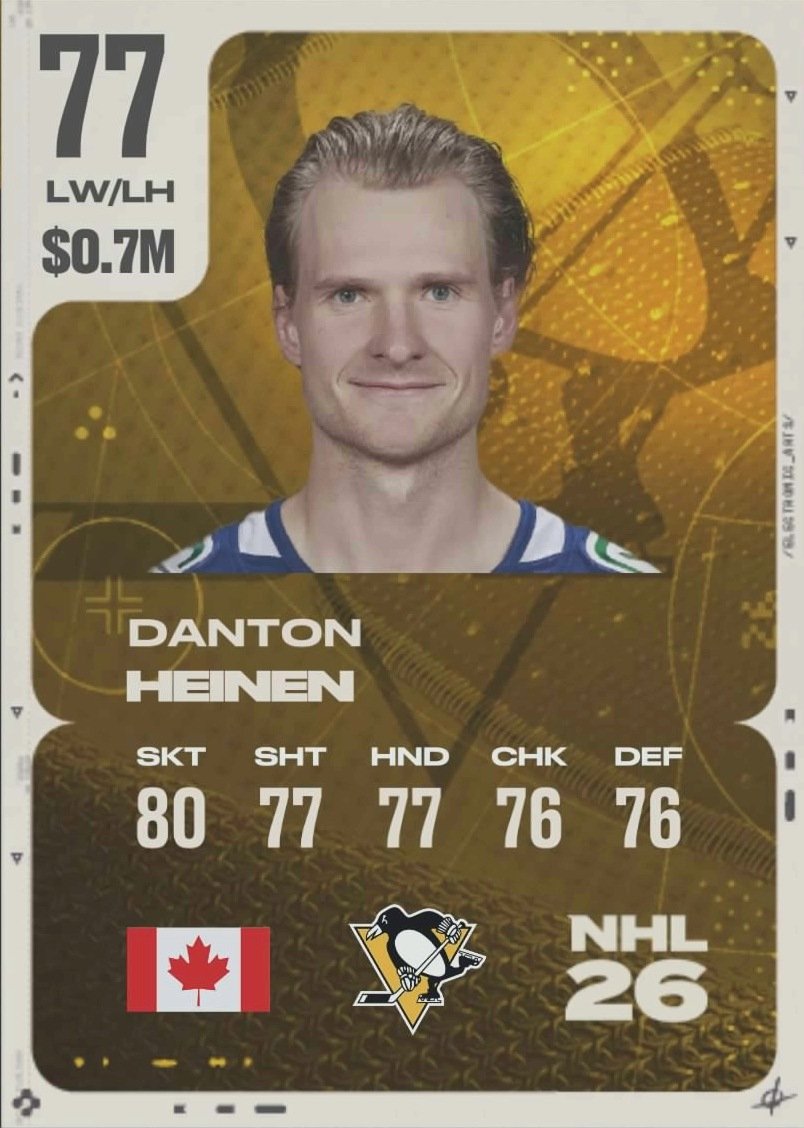 77
LW/LH
$0.7M
DANTON
HEINEN
SKT SHT HND CHK DEF
80 77 77 76 76
NHL
26